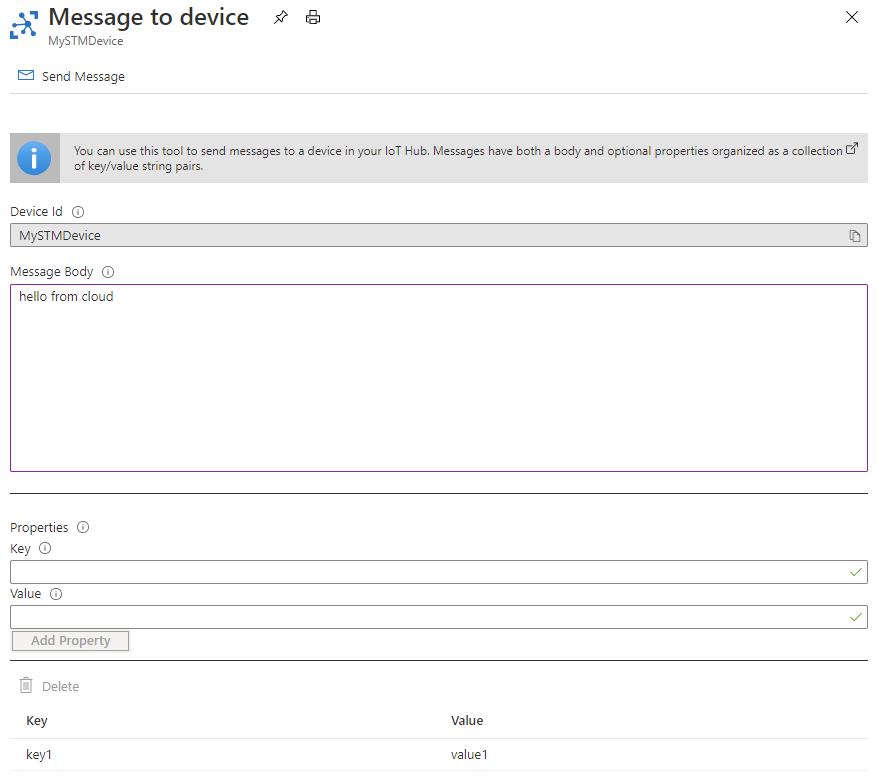 Message to device
MySTMDevice
Send Message
You can use this tool to send messages to a device in your IoT Hub. Messages have both a body and optional properties organized as a collection
of key/value string pairs.
Device Id
MySTMDevice
Message Body
hello from cloud
Properties
Key
Value
Add Property
Delete
Key Value
key1 value1